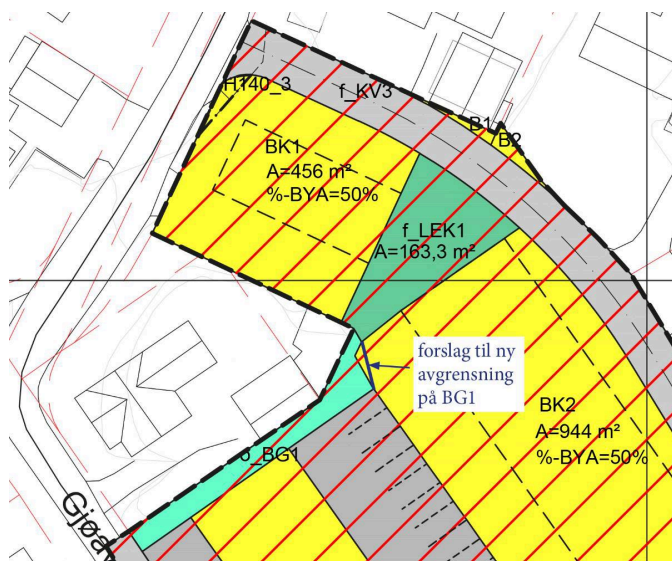 H140_3
f_KV3
B1
B2
BK1
A=456 m²
%-BYA=50%
f_LEK1
A=163,3 m²
forslag til ny
avgrensning
på BG1
BK2
A=944 m²
%-BYA=50%
o_BG1
Gjøa